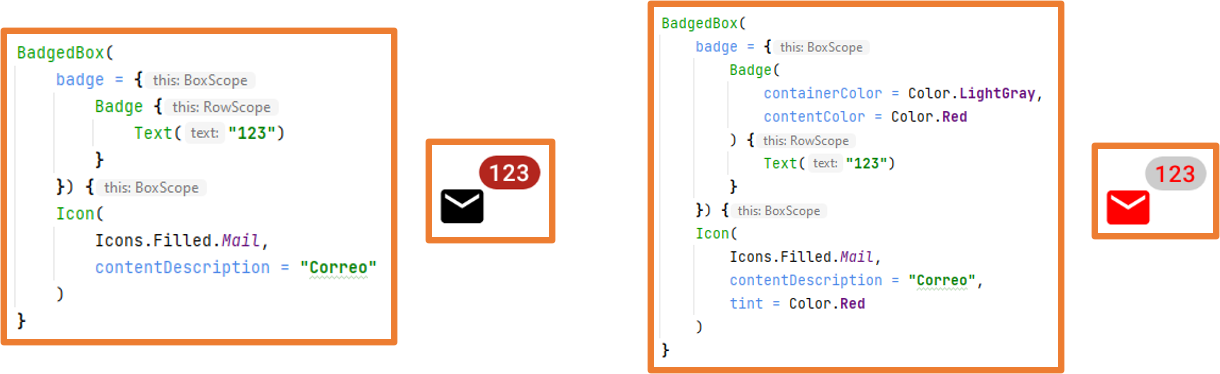 BadgedBox(
badge = { this: BoxScope
Badge { this: RowScope
Text( text: "123")
}
}) { this: BoxScope
Icon(
Icons.Filled.Mail,
contentDescription = "Correo"
)
}
123
BadgedBox(
badge = { this: BoxScope
Badge(
containerColor = Color.LightGray,
contentColor = Color.Red
) { this: RowScope
Text( text: "123")
}
}) { this: BoxScope
Icon(
Icons.Filled.Mail,
contentDescription = "Correo",
tint = Color.Red
)
}
123